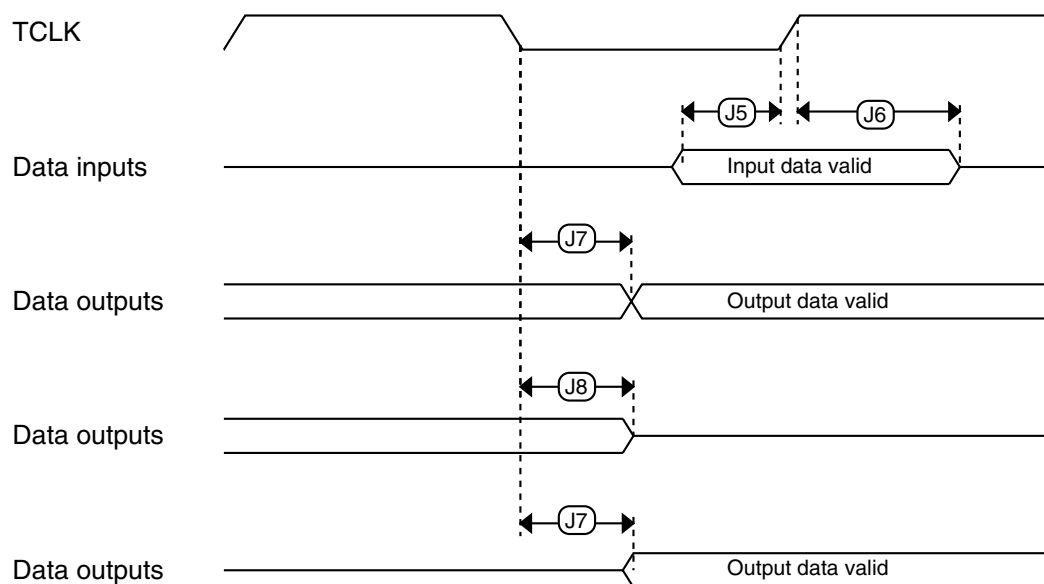 TCLK
J5
J6
Data inputs
Input data valid
J7
Data outputs
Output data valid
J8
Data outputs
J7
Data outputs
Output data valid